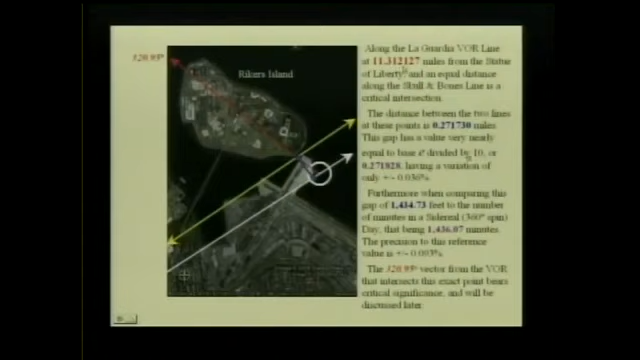 320.95°
Rikers Island
Along the La Guardia VOR Line
at 11.312127 miles from the Statue
of Liberty and an equal distance
along the Skull & Bones Line is a
critical intersection.
The distance between the two lines
at these points is 0.271730 miles.
This gap has a value very nearly
equal to base e divided by 10, or
0.271828, having a variation of
only +/- 0.036%.
Furthermore when comparing this
gap of 1,434.73 feet to the number
of minutes in a Sidereal (360° spin)
Day, that being 1,436.07 minutes.
The precision to this reference
value is +/- 0.093%.
The 320.95° vector from the VOR
that intersects this exact point bears
critical significance, and will be
discussed later.